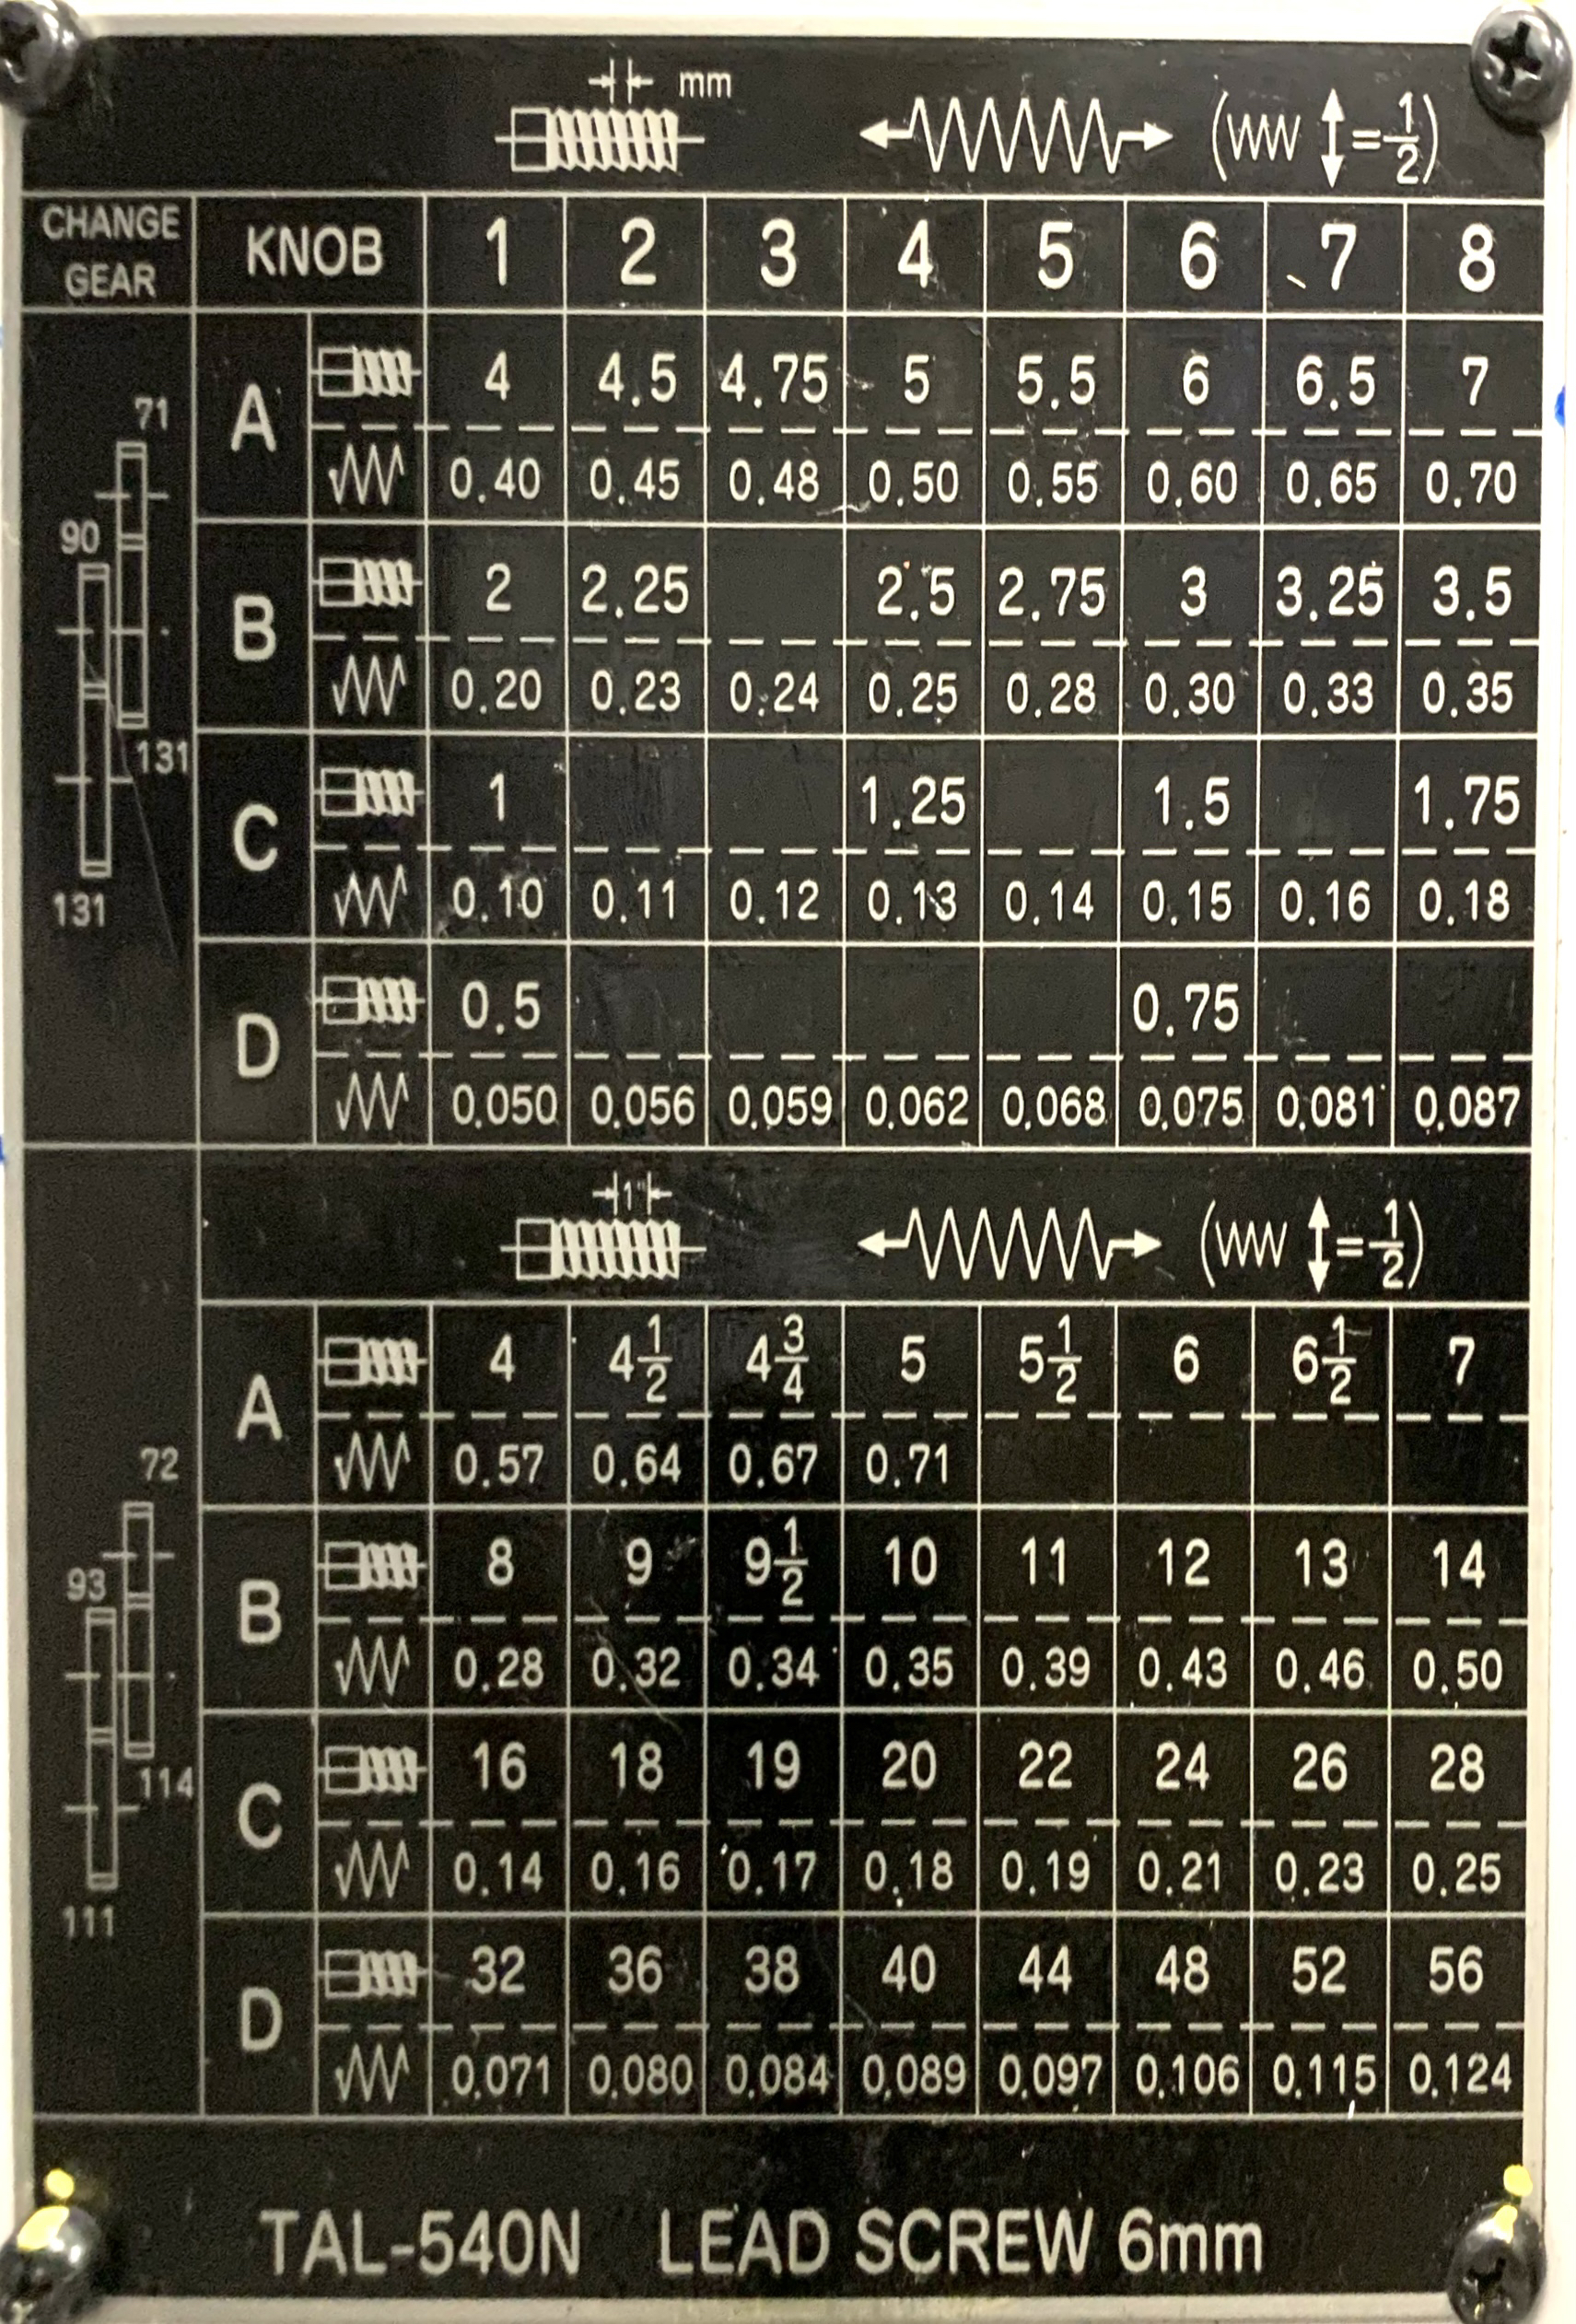 mm
(WW ↕=1/2)
CHANGE GEAR KNOB 1 2 3 4 5 6 7 8
71
90
131
131
A 4 4.5 4.75 5 5.5 6 6.5 7
0.40 0.45 0.48 0.50 0.55 0.60 0.65 0.70
B 2 2.25 2.5 2.75 3 3.25 3.5
0.20 0.23 0.24 0.25 0.28 0.30 0.33 0.35
C 1 1.25 1.5 1.75
0.10 0.11 0.12 0.13 0.14 0.15 0.16 0.18
D 0.5 0.75
0.050 0.056 0.059 0.062 0.068 0.075 0.081 0.087
1"
(WW ↕=1/2)
72
93
114
111
A 4 4 1/2 4 3/4 5 5 1/2 6 6 1/2 7
0.57 0.64 0.67 0.71
B 8 9 9 1/2 10 11 12 13 14
0.28 0.32 0.34 0.35 0.39 0.43 0.46 0.50
C 16 18 19 20 22 24 26 28
0.14 0.16 0.17 0.18 0.19 0.21 0.23 0.25
D 32 36 38 40 44 48 52 56
0.071 0.080 0.084 0.089 0.097 0.106 0.115 0.124
TAL-540N LEAD SCREW 6mm